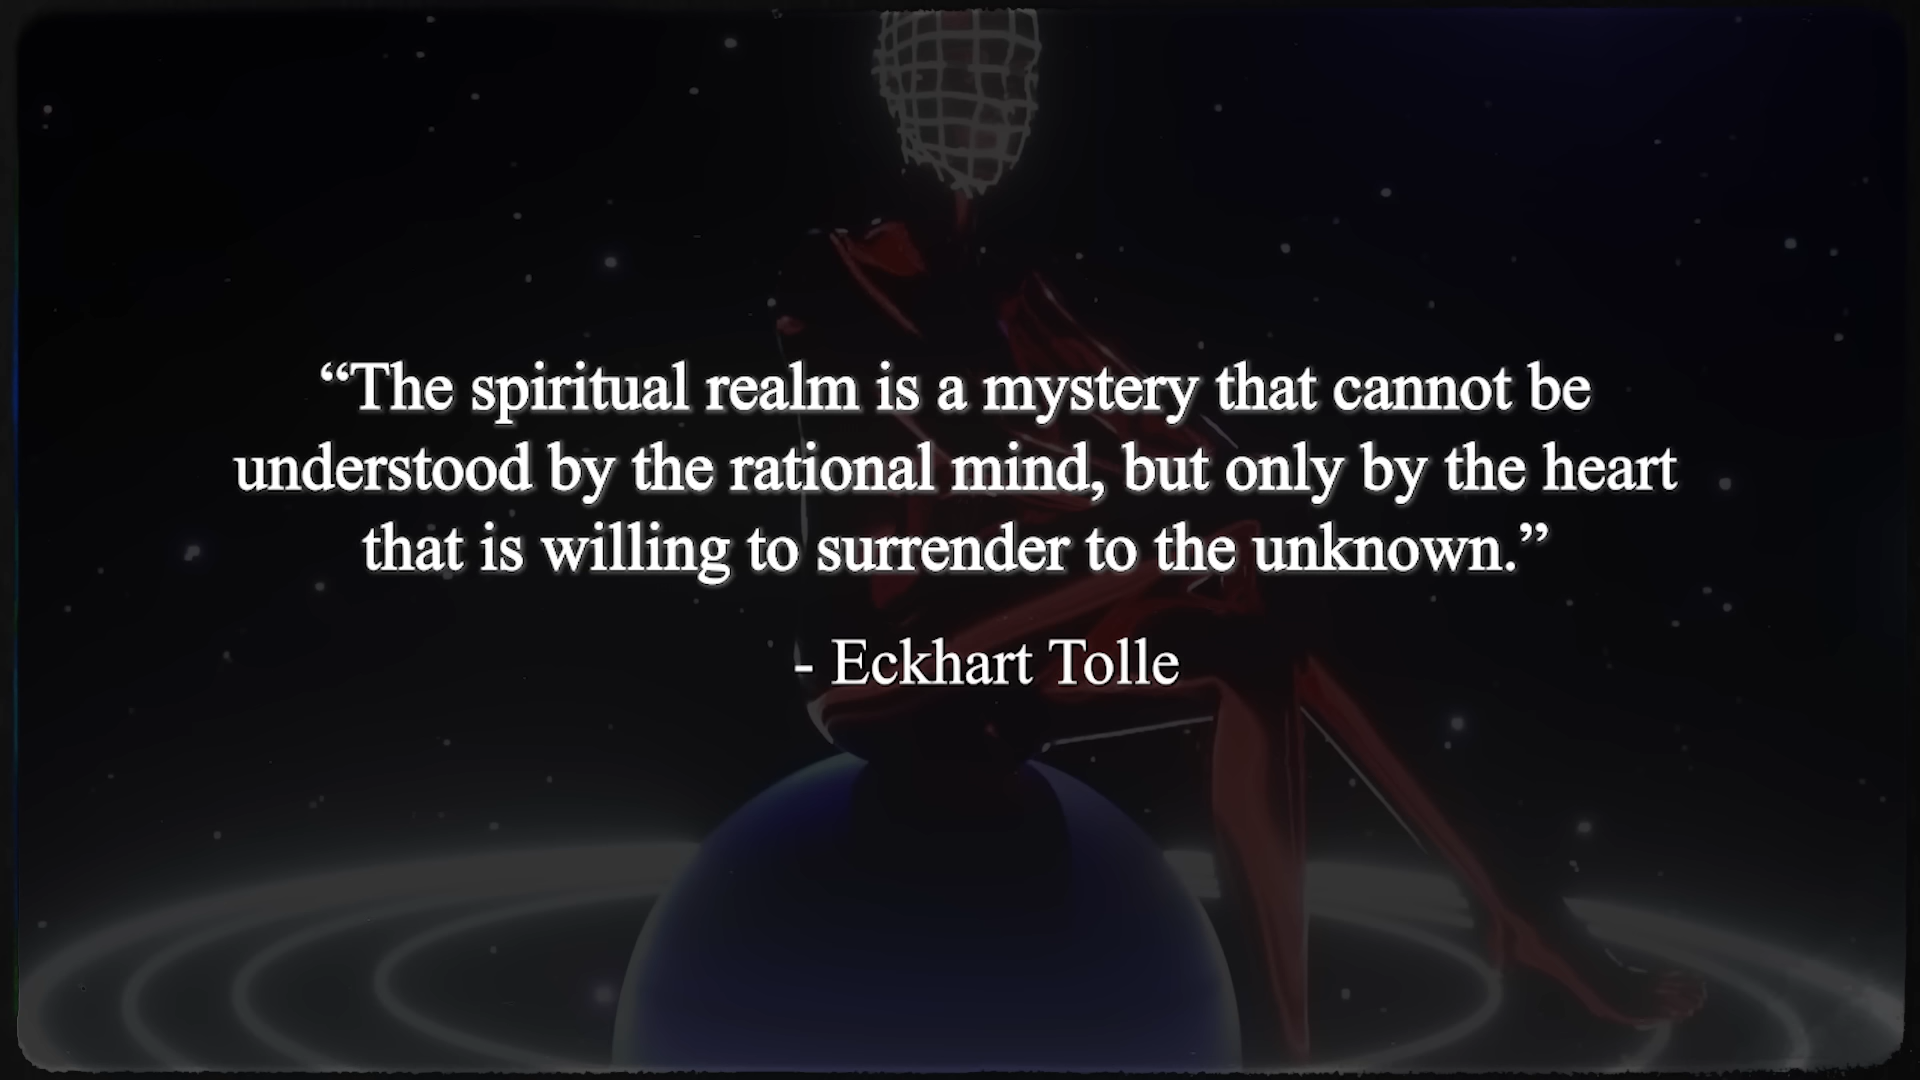 “The spiritual realm is a mystery that cannot be
understood by the rational mind, but only by the heart
that is willing to surrender to the unknown.”
- Eckhart Tolle